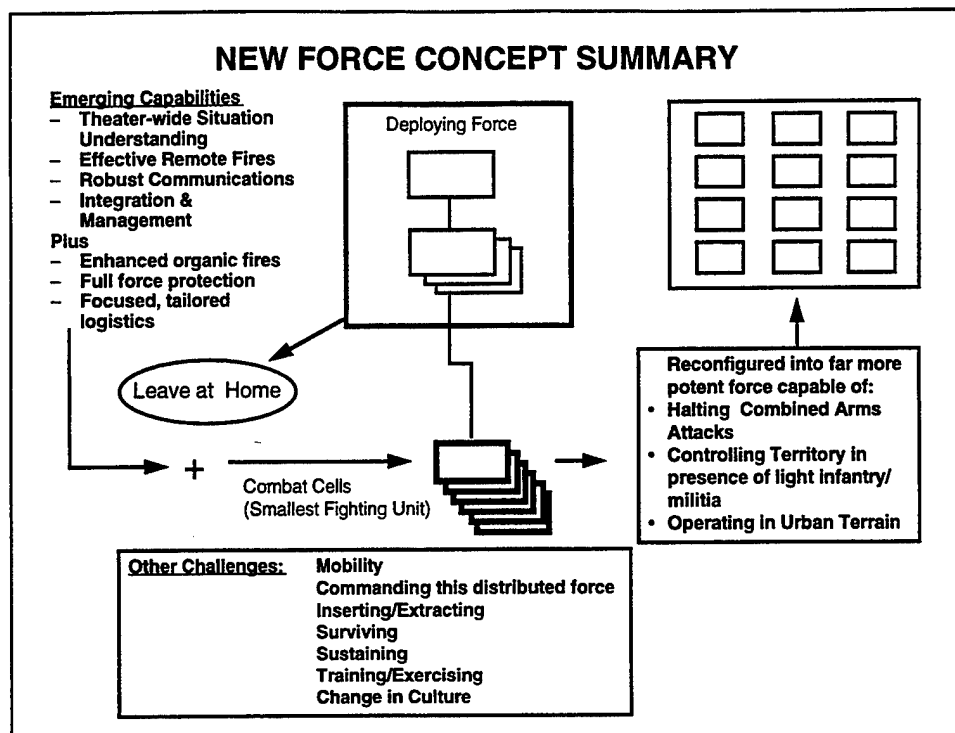 NEW FORCE CONCEPT SUMMARY
Emerging Capabilities
– Theater-wide Situation
Understanding
– Effective Remote Fires
– Robust Communications
– Integration &
Management
Plus
– Enhanced organic fires
– Full force protection
– Focused, tailored
logistics
Deploying Force
Leave at Home
+
Combat Cells
(Smallest Fighting Unit)
Reconfigured into far more
potent force capable of:
• Halting Combined Arms
Attacks
• Controlling Territory in
presence of light infantry/
militia
• Operating in Urban Terrain
Other Challenges: Mobility
Commanding this distributed force
Inserting/Extracting
Surviving
Sustaining
Training/Exercising
Change in Culture